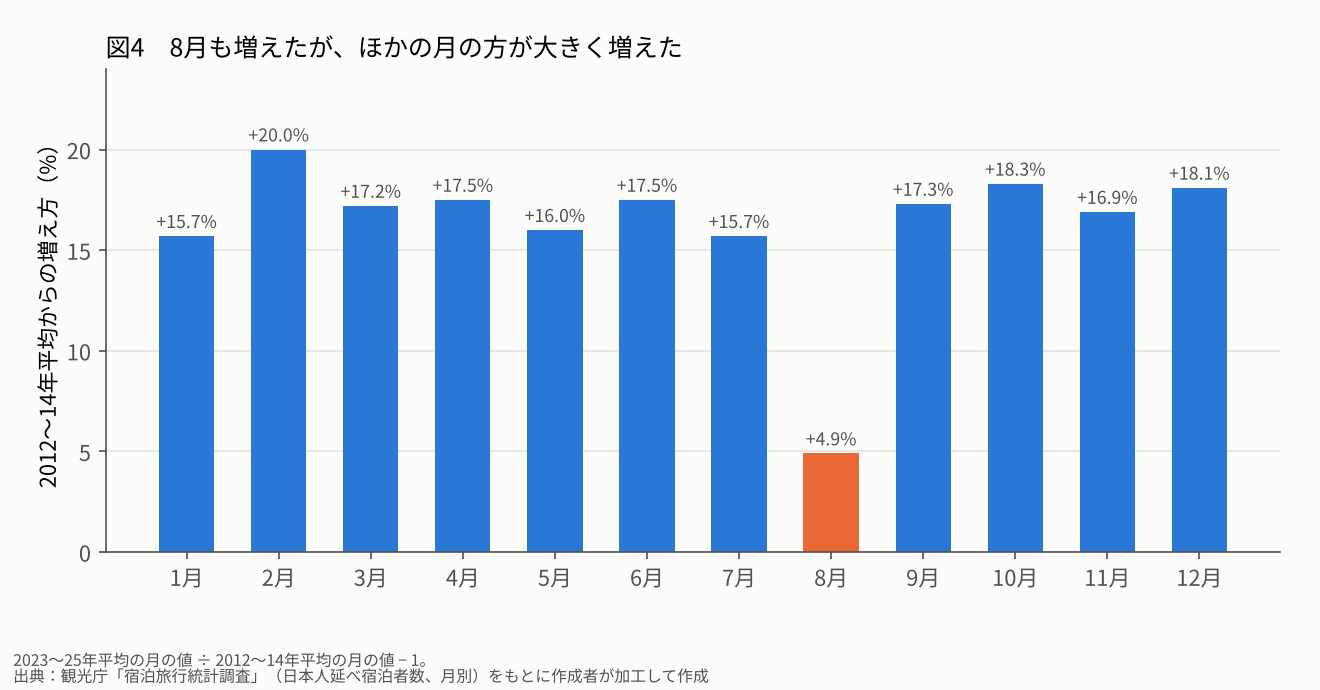 図4　8月も増えたが、ほかの月の方が大きく増えた
2012〜14年平均からの増え方（%）
20
15
10
5
0
+15.7%
+20.0%
+17.2%
+17.5%
+16.0%
+17.5%
+15.7%
+4.9%
+17.3%
+18.3%
+16.9%
+18.1%
1月
2月
3月
4月
5月
6月
7月
8月
9月
10月
11月
12月
2023〜25年平均の月の値 ÷ 2012〜14年平均の月の値 − 1。
出典：観光庁「宿泊旅行統計調査」（日本人延べ宿泊者数、月別）をもとに作成者が加工して作成